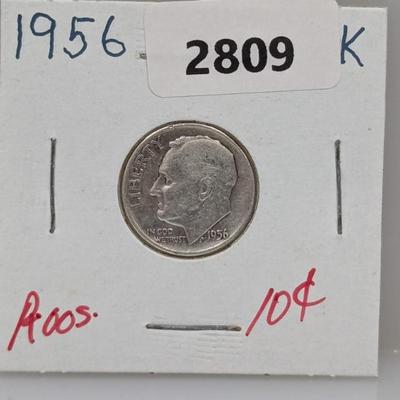 1956 2809 K
LIBERTY
IN GOD
WE TRUST 1956
Roos. 10¢